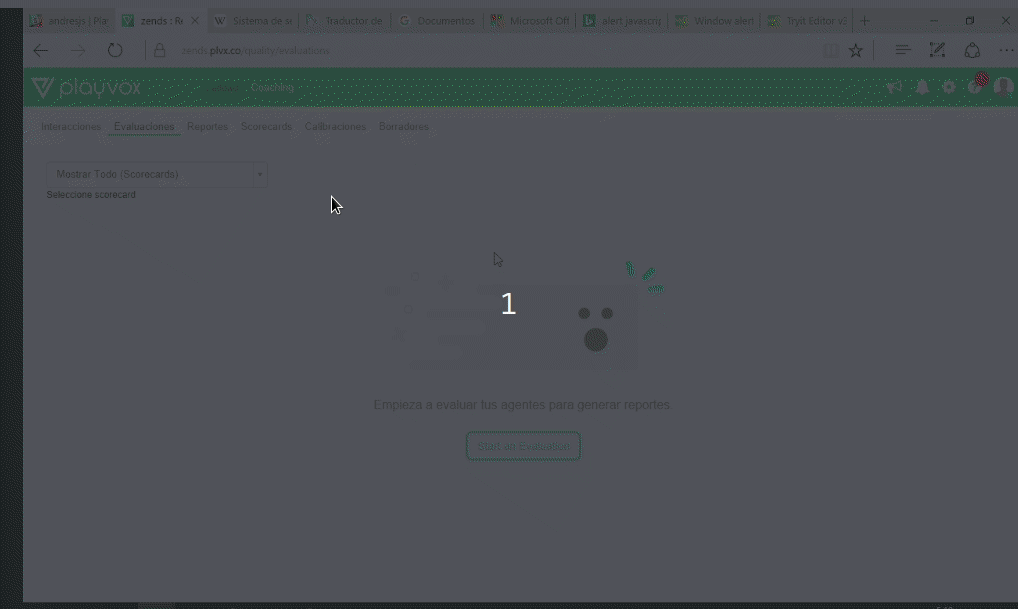 andresjs | Pla
zends : Re
Sistema de se
Traductor de
Documentos
Microsoft Off
alert javascrip
Window alert
Tryit Editor v3
zends.plvx.co/quality/evaluations
playvox
Coaching
Interacciones Evaluaciones Reportes Scorecards Calibraciones Borradores
Mostrar Todo (Scorecards)
Seleccione scorecard
1
Empieza a evaluar tus agentes para generar reportes
Start an Evaluation